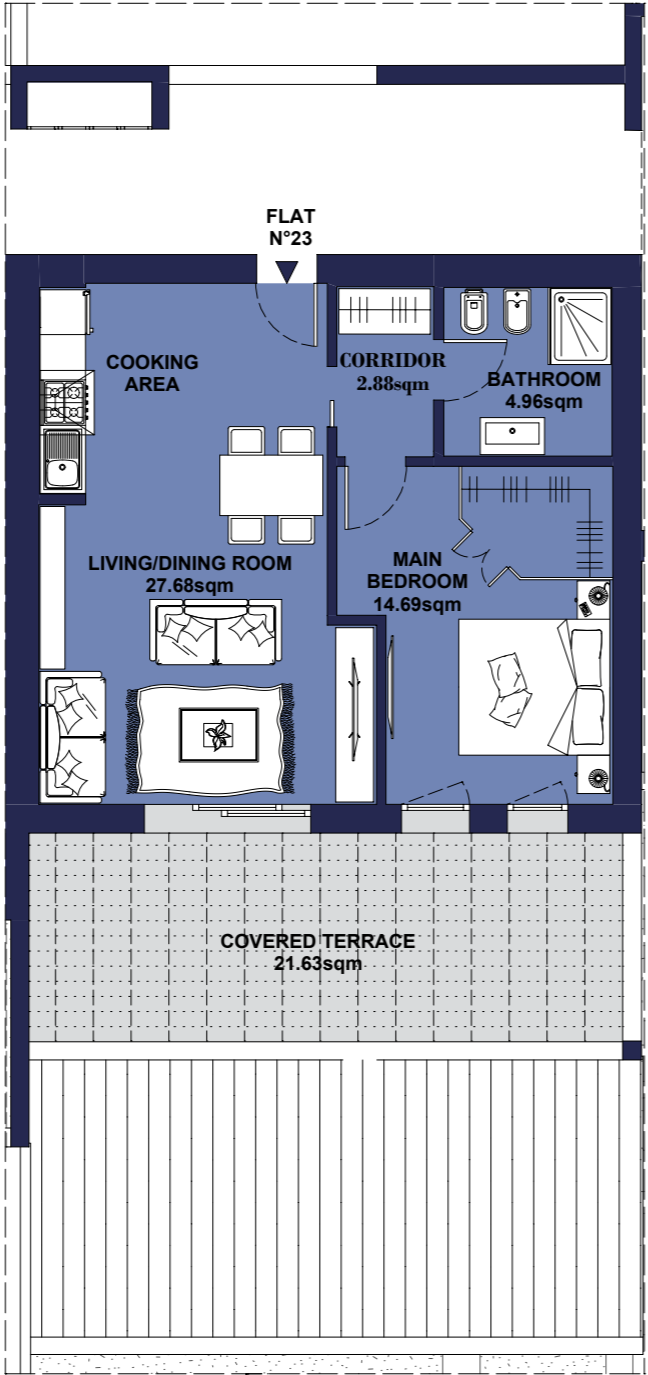 FLAT
N°23
COOKING
AREA
CORRIDOR
2.88sqm
BATHROOM
4.96sqm
LIVING/DINING ROOM
27.68sqm
MAIN
BEDROOM
14.69sqm
COVERED TERRACE
21.63sqm